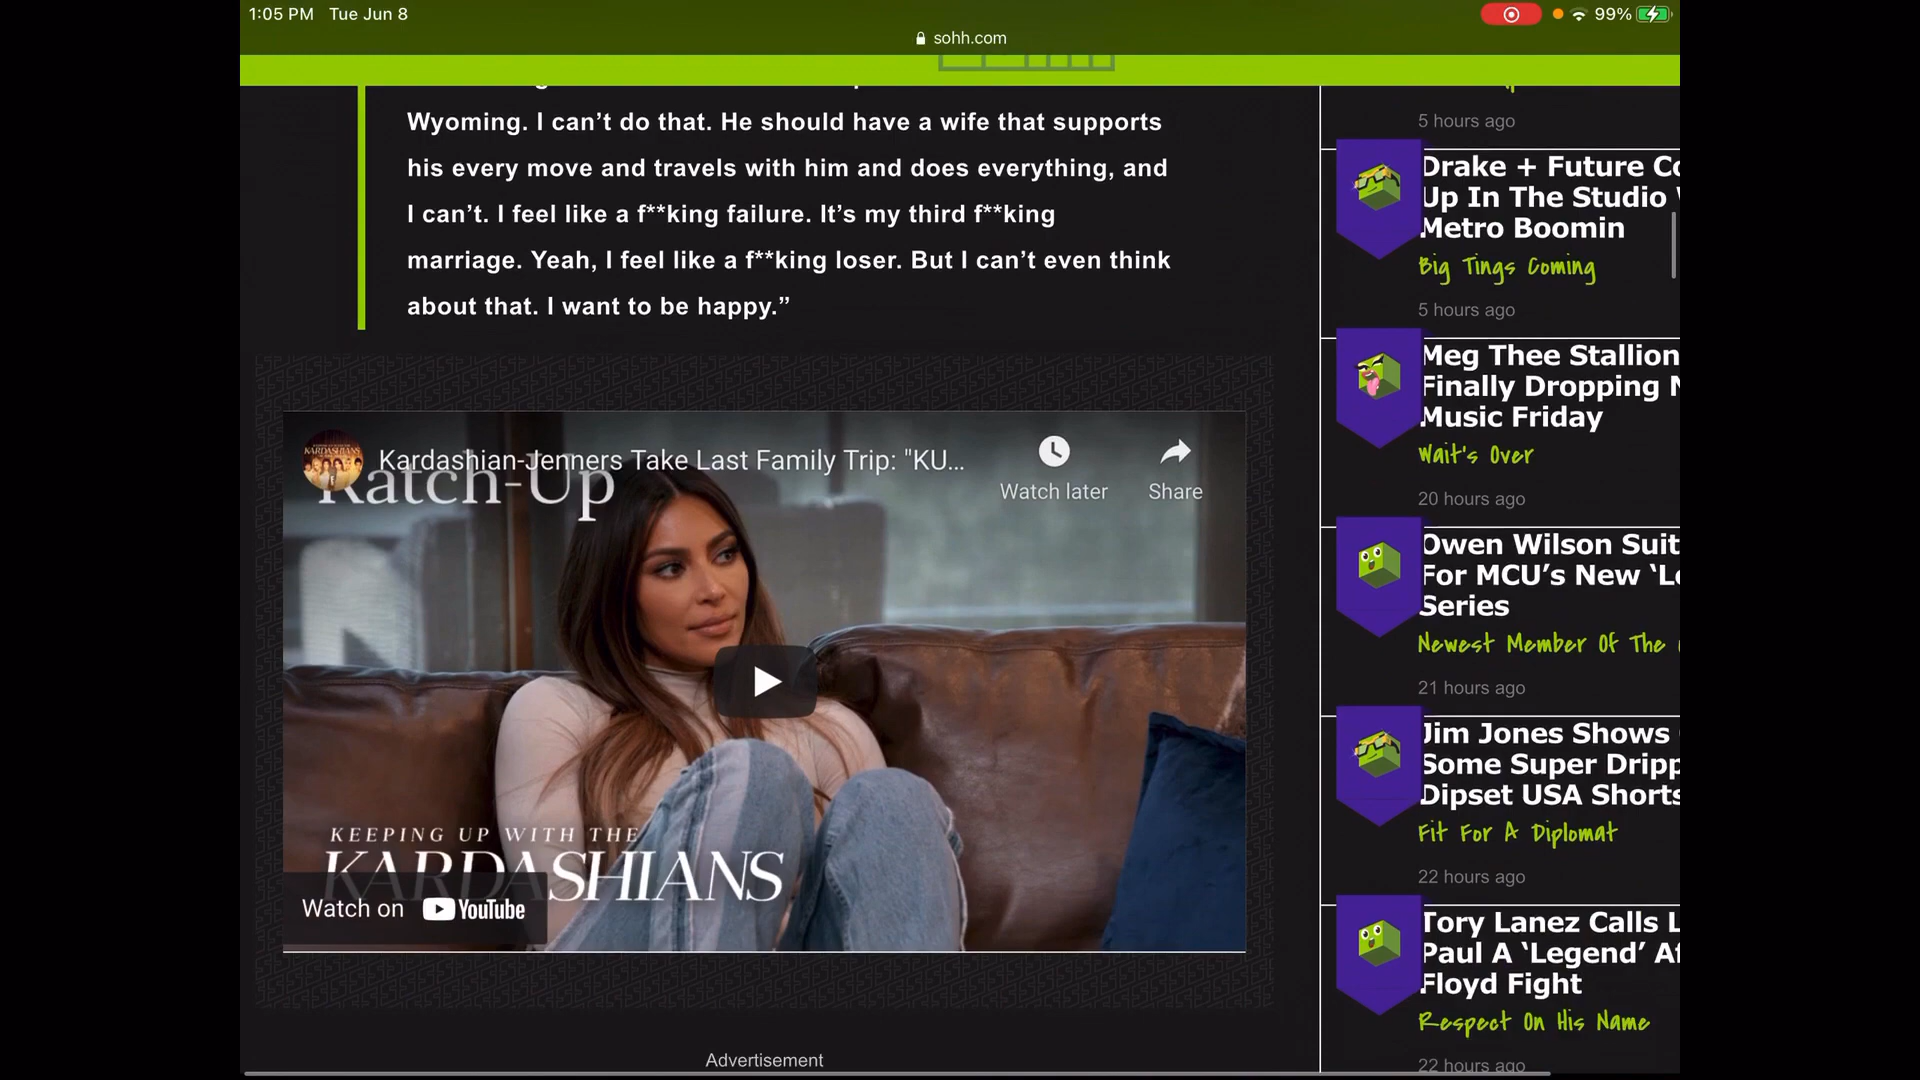 1:05 PM Tue Jun 8
99%
sohh.com
Wyoming. I can’t do that. He should have a wife that supports
his every move and travels with him and does everything, and
I can’t. I feel like a f**king failure. It’s my third f**king
marriage. Yeah, I feel like a f**king loser. But I can’t even think
about that. I want to be happy.”
Kardashian-Jenners Take Last Family Trip: "KU...
Katch-Up
Watch later
Share
KEEPING UP WITH THE
KARDASHIANS
Watch on YouTube
Advertisement
5 hours ago
Drake + Future
Up In The Studio
Metro Boomin
Big Tings Coming
5 hours ago
Meg Thee Stallion
Finally Dropping
Music Friday
Wait's Over
20 hours ago
Owen Wilson Suit
For MCU’s New
Series
Newest Member Of The
21 hours ago
Jim Jones Shows
Some Super Dripp
Dipset USA Shorts
Fit For A Diplomat
22 hours ago
Tory Lanez Calls L
Paul A ‘Legend’ Af
Floyd Fight
Respect On His Name
22 hours ago